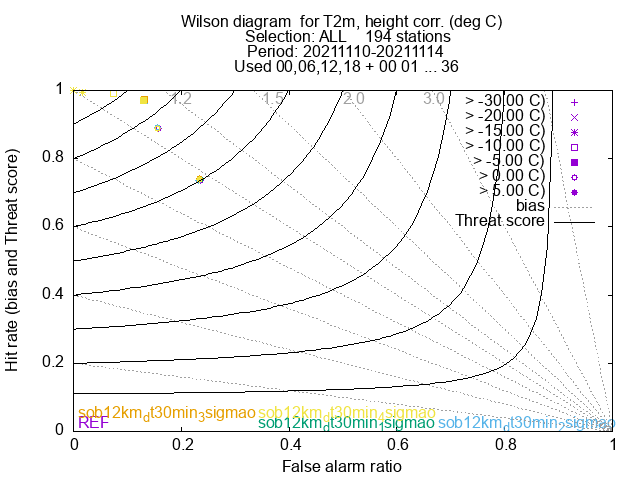 Wilson diagram  for T2m, height corr. (deg C)
Selection: ALL    194 stations
Period: 20211110-20211114
Used 00,06,12,18 + 00 01 ... 36
1
0.8
0.6
0.4
0.2
0
1.2
1.5
2.0
3.0
> -30.00 C)
> -20.00 C)
> -15.00 C)
> -10.00 C)
> -5.00 C)
> 0.00 C)
> 5.00 C)
bias
Threat score
Hit rate (bias and Threat score)
sob12km_dt30min_3sigmao sob12km_dt30min_4sigmao
REF sob12km_dt30min_1sigmao sob12km_dt30min_2sigmao
0 0.2 0.4 0.6 0.8 1
False alarm ratio